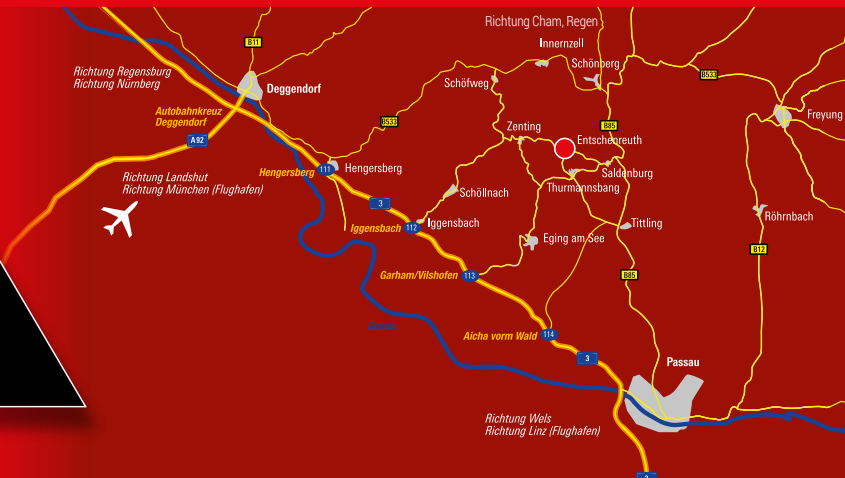 Richtung Cham, Regen
B11
Innernzell
Schönberg
Richtung Regensburg
Richtung Nürnberg
Deggendorf
Schöfweg
B533
B533
Autobahnkreuz
Deggendorf
Freyung
B533
B85
Zenting
Entschenreuth
A 92
Hengersberg
111
Hengersberg
Saldenburg
Thurmannsbang
Richtung Landshut
Richtung München (Flughafen)
Schöllnach
3
Röhrnbach
Iggensbach
112
Iggensbach
Tittling
Eging am See
B12
Garham/Vilshofen
113
B85
Donau
Aicha vorm Wald
114
3
Passau
Richtung Wels
Richtung Linz (Flughafen)
3